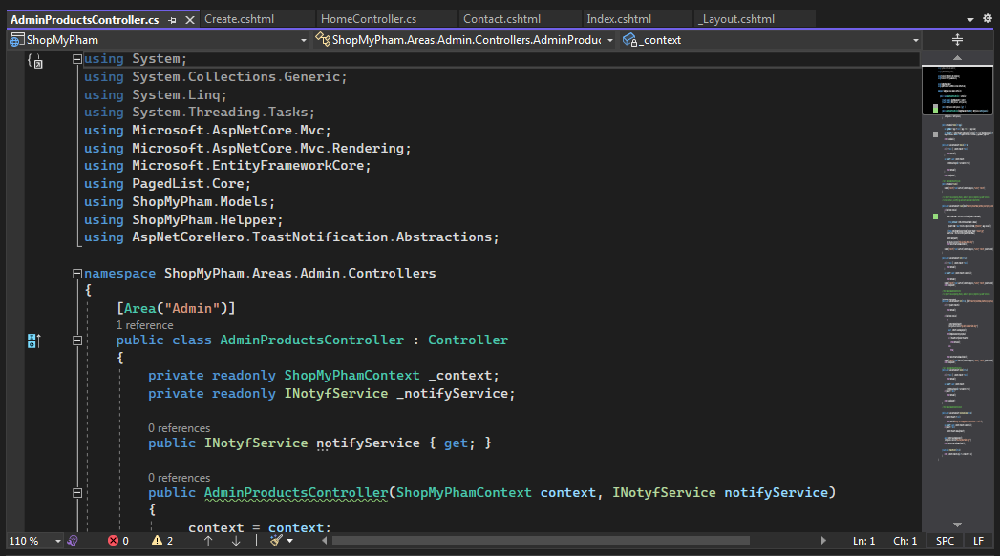 AdminProductsController.cs Create.cshtml HomeController.cs Contact.cshtml Index.cshtml _Layout.cshtml
ShopMyPham ShopMyPham.Areas.Admin.Controllers.AdminProduc _context
using System;
using System.Collections.Generic;
using System.Linq;
using System.Threading.Tasks;
using Microsoft.AspNetCore.Mvc;
using Microsoft.AspNetCore.Mvc.Rendering;
using Microsoft.EntityFrameworkCore;
using PagedList.Core;
using ShopMyPham.Models;
using ShopMyPham.Helpper;
using AspNetCoreHero.ToastNotification.Abstractions;
namespace ShopMyPham.Areas.Admin.Controllers
{
[Area("Admin")]
1 reference
public class AdminProductsController : Controller
{
private readonly ShopMyPhamContext _context;
private readonly INotyfService _notifyService;
0 references
public INotyfService notifyService { get; }
0 references
public AdminProductsController(ShopMyPhamContext context, INotyfService notifyService)
{
context = context;
110 % 0 2 Ln: 1 Ch: 1 SPC LF